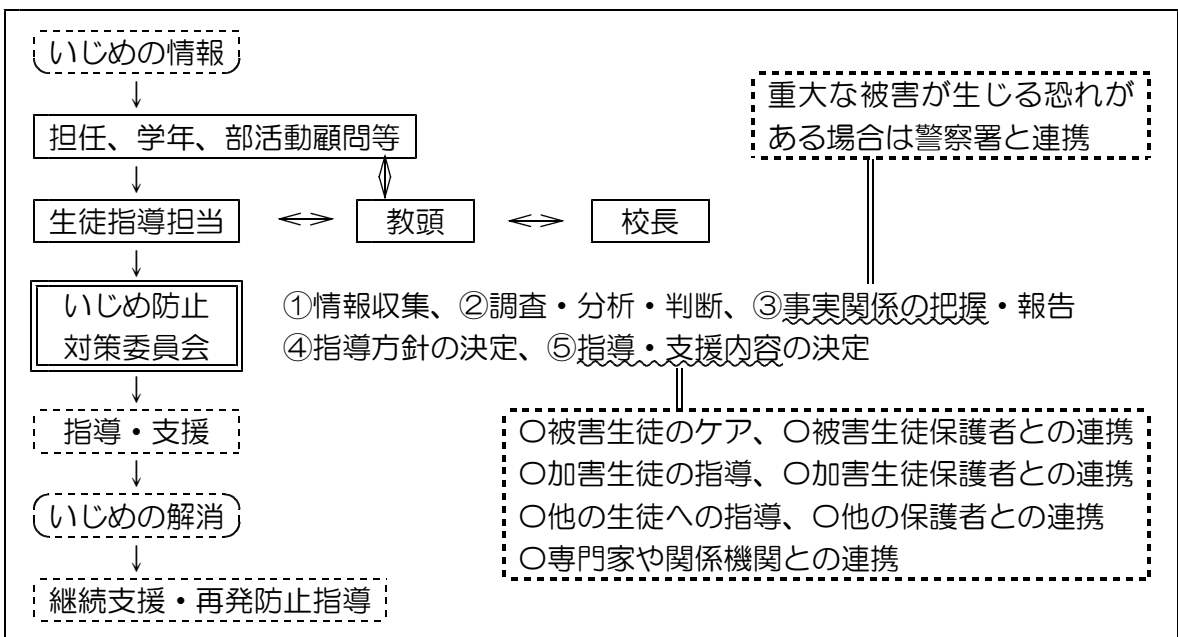 いじめの情報
↓
重大な被害が生じる恐れが
ある場合は警察署と連携
担任、学年、部活動顧問等
↓
生徒指導担当 ⇔ 教頭 ⇔ 校長
↓
いじめ防止
対策委員会
①情報収集、②調査・分析・判断、③事実関係の把握・報告
④指導方針の決定、⑤指導・支援内容の決定
↓
指導・支援
〇被害生徒のケア、〇被害生徒保護者との連携
〇加害生徒の指導、〇加害生徒保護者との連携
〇他の生徒への指導、〇他の保護者との連携
〇専門家や関係機関との連携
↓
いじめの解消
↓
継続支援・再発防止指導